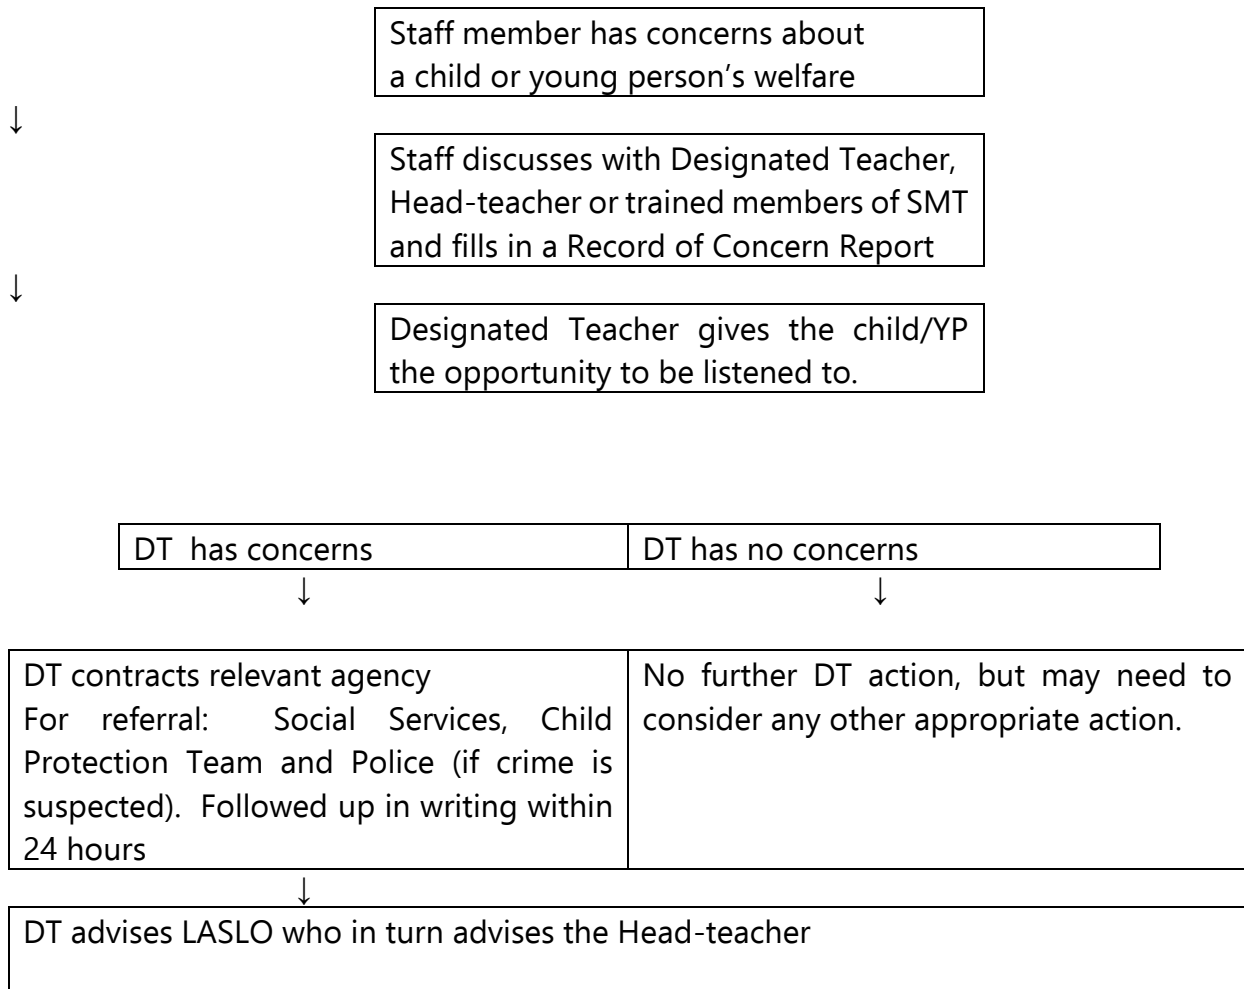 Staff member has concerns about
a child or young person’s welfare
↓
Staff discusses with Designated Teacher,
Head-teacher or trained members of SMT
and fills in a Record of Concern Report
↓
Designated Teacher gives the child/YP
the opportunity to be listened to.
DT has concerns
DT has no concerns
↓
↓
DT contracts relevant agency
For referral: Social Services, Child
Protection Team and Police (if crime is
suspected). Followed up in writing within
24 hours
No further DT action, but may need to
consider any other appropriate action.
↓
DT advises LASLO who in turn advises the Head-teacher